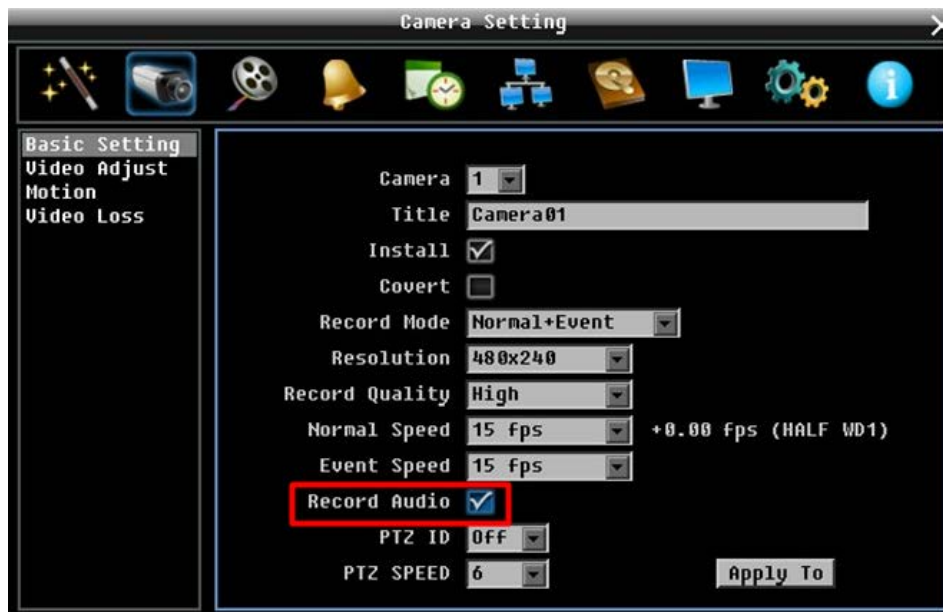 Camera Setting
Basic Setting
Video Adjust
Motion
Video Loss
Camera 1
Title Camera01
Install
Covert
Record Mode Normal+Event
Resolution 480x240
Record Quality High
Normal Speed 15 fps +0.00 fps (HALF WD1)
Event Speed 15 fps
Record Audio
PTZ ID Off
PTZ SPEED 6 Apply To